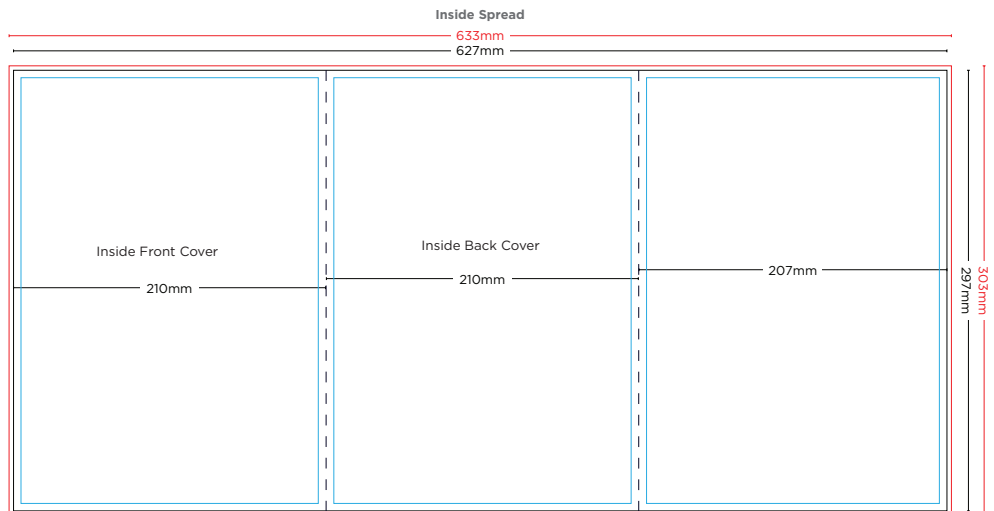 Inside Spread
633mm
627mm
Inside Front Cover
210mm
Inside Back Cover
210mm
207mm
297mm
303mm